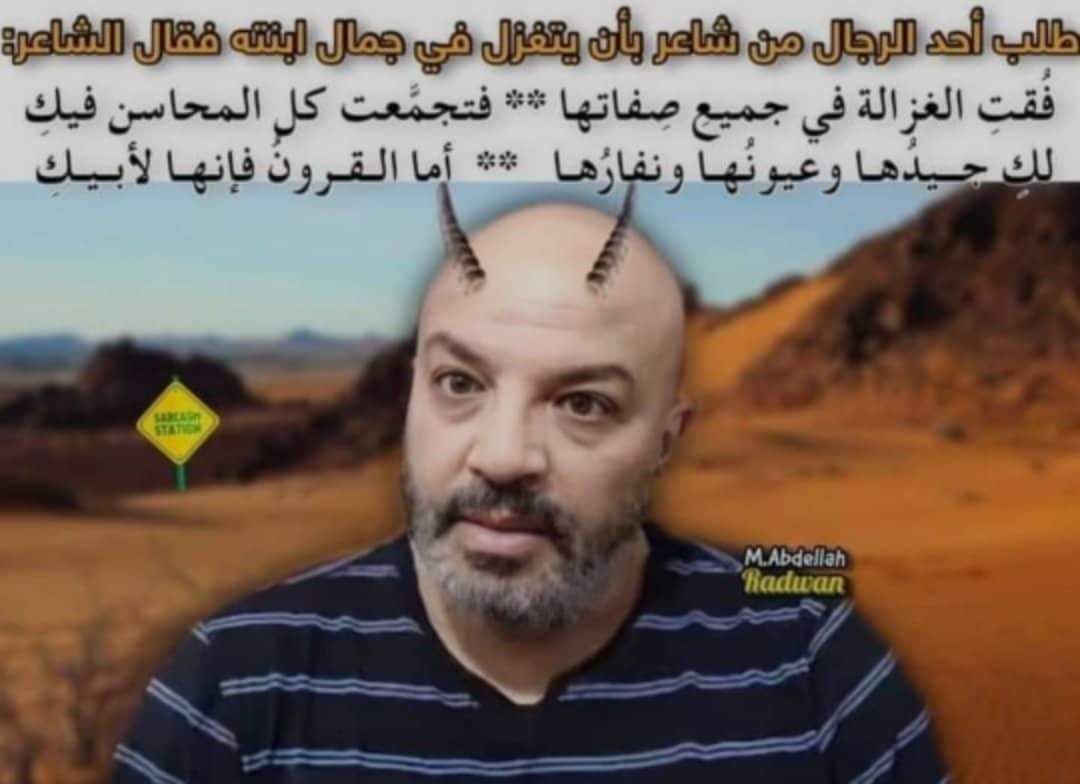 طلب أحد الرجال من شاعر بأن يتغزل في جمال ابنته فقال الشاعر:
فُقتِ الغزالة في جميعِ صِفاتها ** فتجمَّعت كل المحاسن فيكِ
لكِ جيدُها وعيونُها ونفارُها ** أما القرونُ فإنها لأبيكِ
SARCASM
STATION
M.Abdellah
Radwan